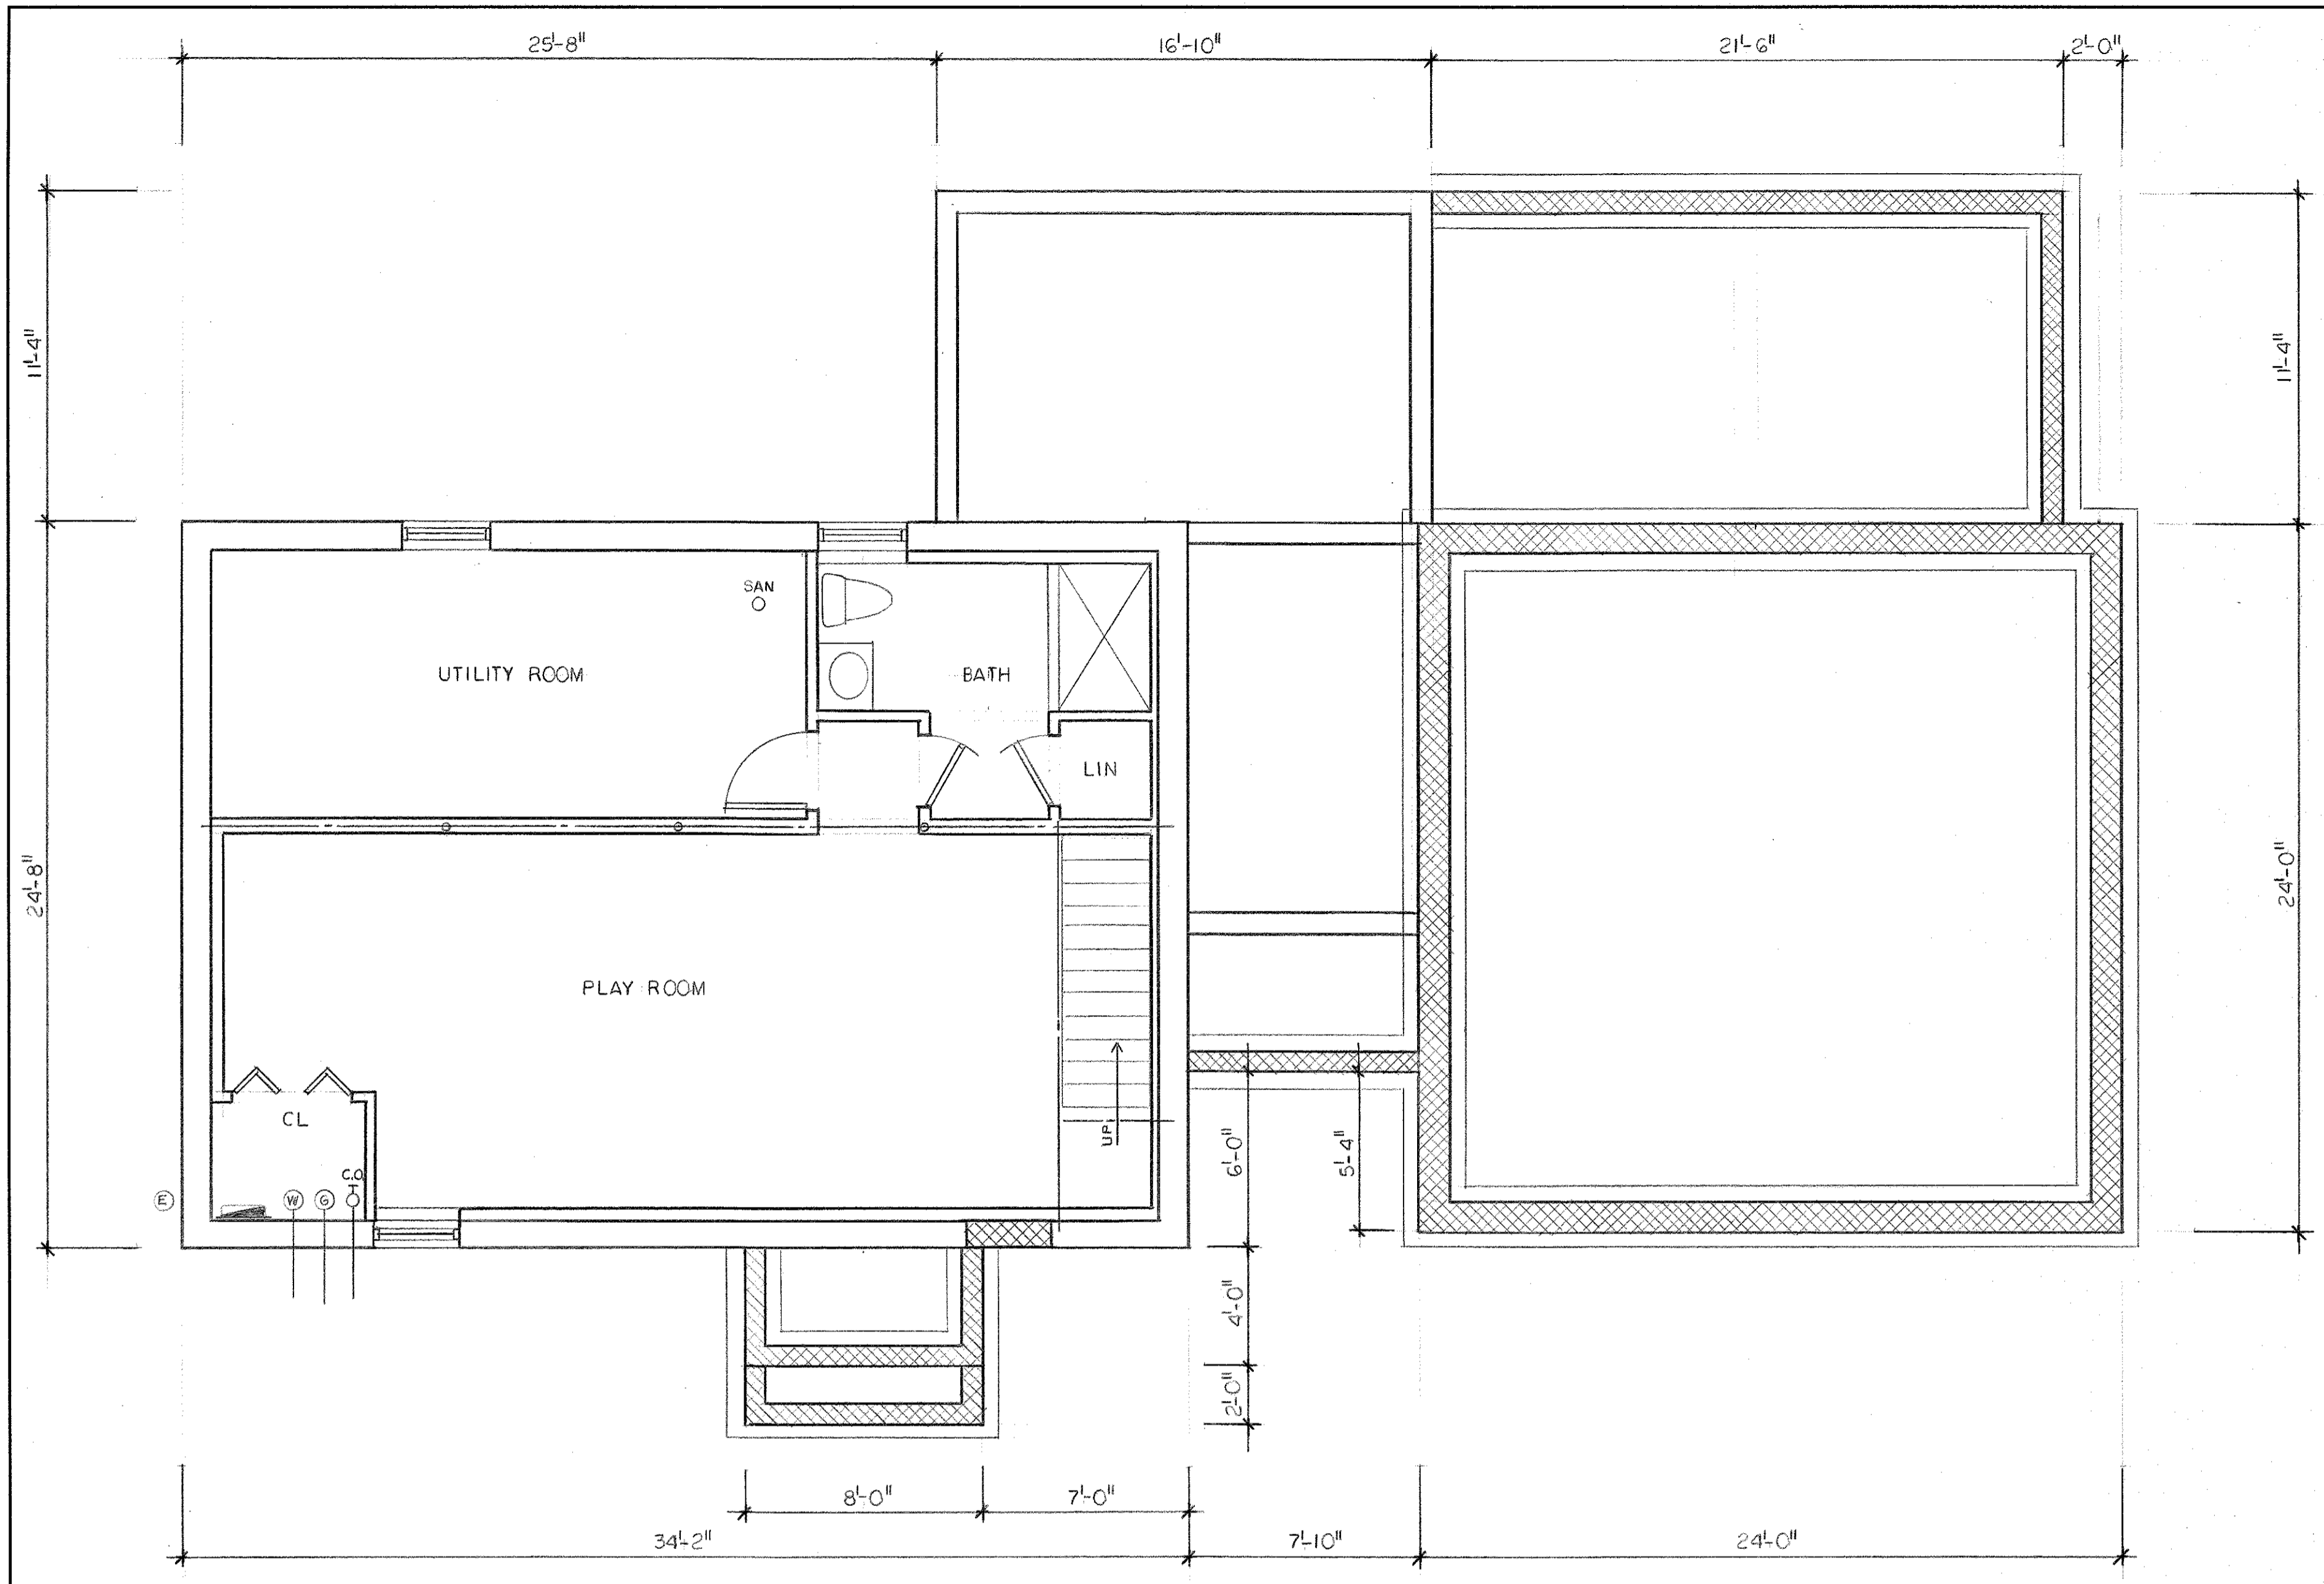 25'-8"
16'-10"
21'-6"
2'-0"
11'-4"
11'-4"
SAN
UTILITY ROOM
BATH
LIN
24'-8"
24'-0"
PLAY ROOM
CL
UP
6'-0"
5'-4"
C.O.
E
W
G
4'-0"
2'-0"
8'-0"
7'-0"
34'-2"
7'-10"
24'-0"